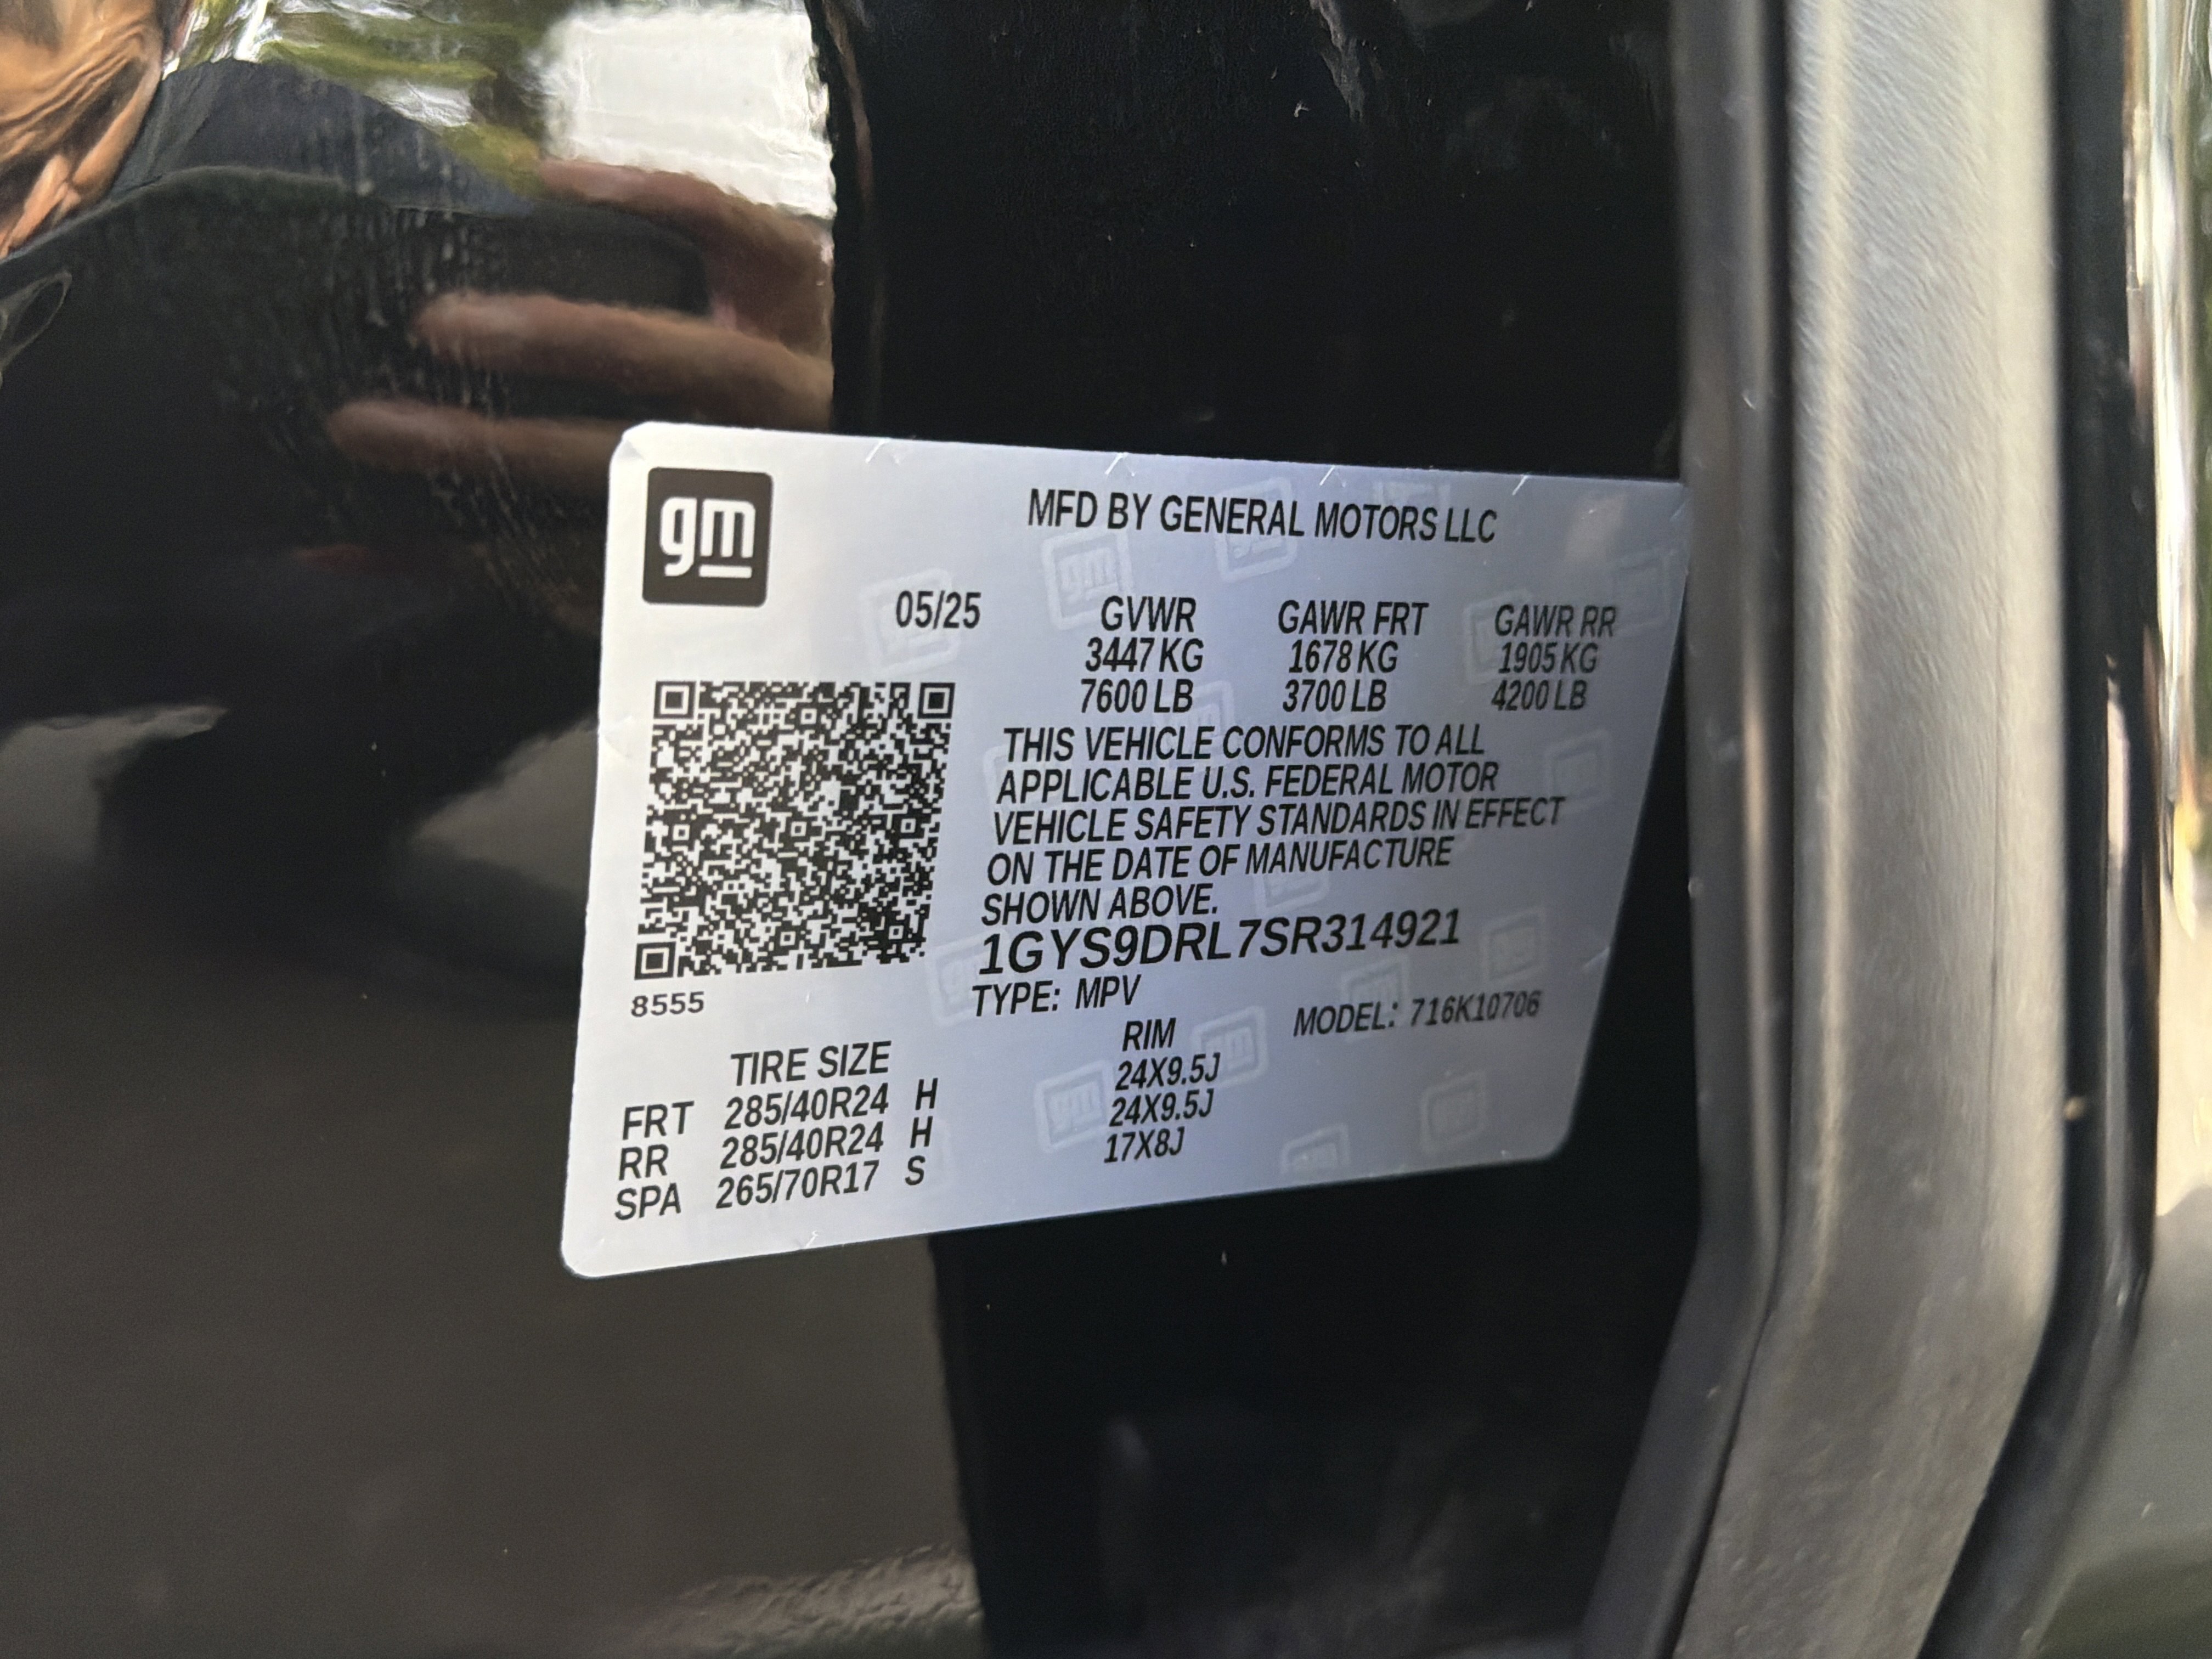 gm
MFD BY GENERAL MOTORS LLC
05/25 GVWR GAWR FRT GAWR RR
3447 KG 1678 KG 1905 KG
7600 LB 3700 LB 4200 LB
THIS VEHICLE CONFORMS TO ALL
APPLICABLE U.S. FEDERAL MOTOR
VEHICLE SAFETY STANDARDS IN EFFECT
ON THE DATE OF MANUFACTURE
SHOWN ABOVE.
1GYS9DRL7SR314921
8555
TYPE: MPV
MODEL: 716K10706
TIRE SIZE RIM
FRT 285/40R24 H 24X9.5J
RR 285/40R24 H 24X9.5J
SPA 265/70R17 S 17X8J